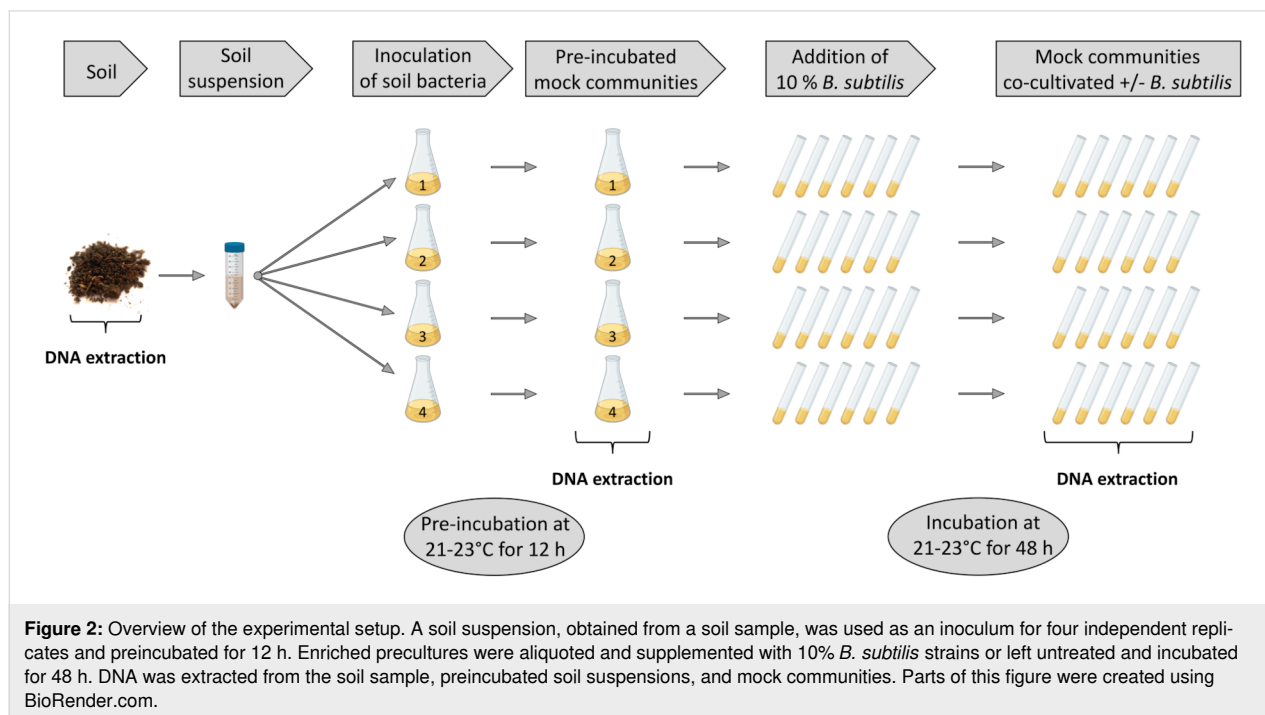 Soil
Soil
suspension
Inoculation
of soil bacteria
Pre-incubated
mock communities
Addition of
10 % B. subtilis
Mock communities
co-cultivated +/- B. subtilis
1
1
2
2
3
3
4
4
DNA extraction
DNA extraction
DNA extraction
Pre-incubation at
21-23°C for 12 h
Incubation at
21-23°C for 48 h
Figure 2: Overview of the experimental setup. A soil suspension, obtained from a soil sample, was used as an inoculum for four independent repli-
cates and preincubated for 12 h. Enriched precultures were aliquoted and supplemented with 10% B. subtilis strains or left untreated and incubated
for 48 h. DNA was extracted from the soil sample, preincubated soil suspensions, and mock communities. Parts of this figure were created using
BioRender.com.